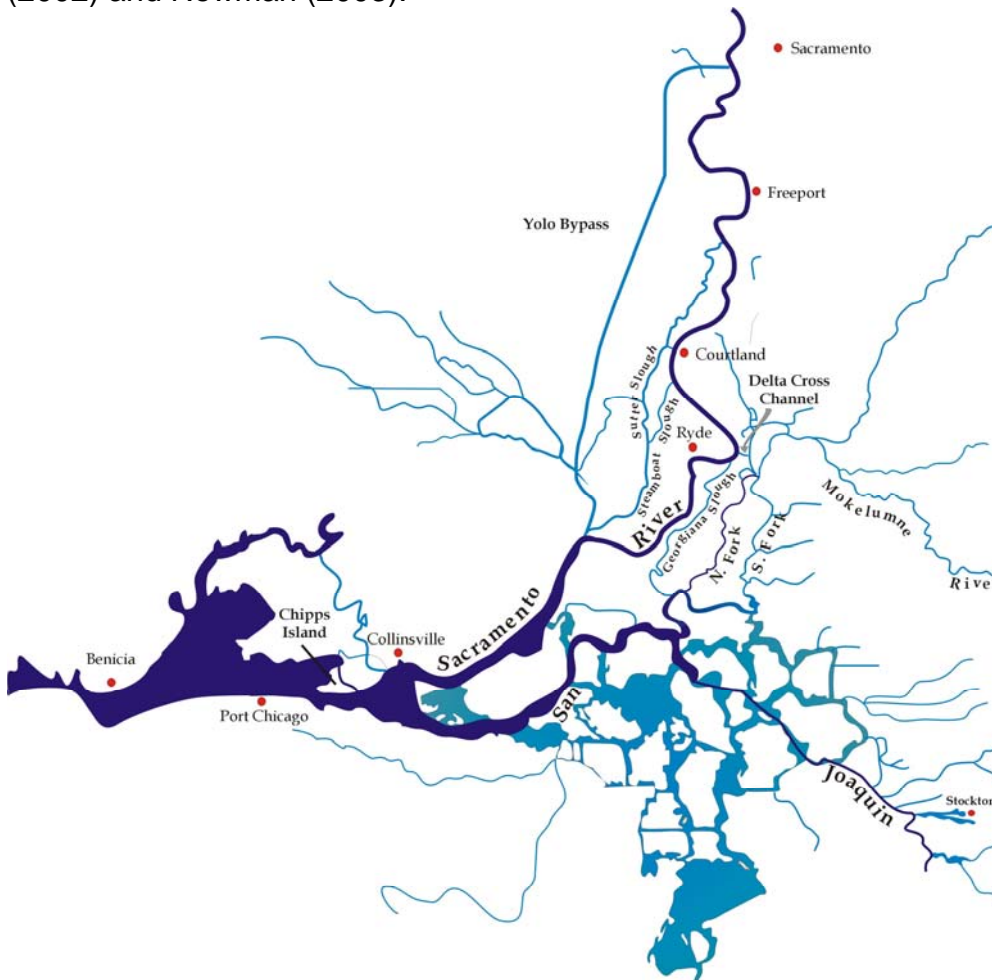 (2002) and Newman (2003).
Sacramento
Freeport
Yolo Bypass
Courtland
Delta Cross
Channel
Sutter Slough
Steamboat Slough
Ryde
Georgiana Slough
N. Fork
S. Fork
Mokelumne
Rive
Sacramento
River
Chipps
Island
Collinsville
Benicia
Port Chicago
San
Joaquin
Stockton